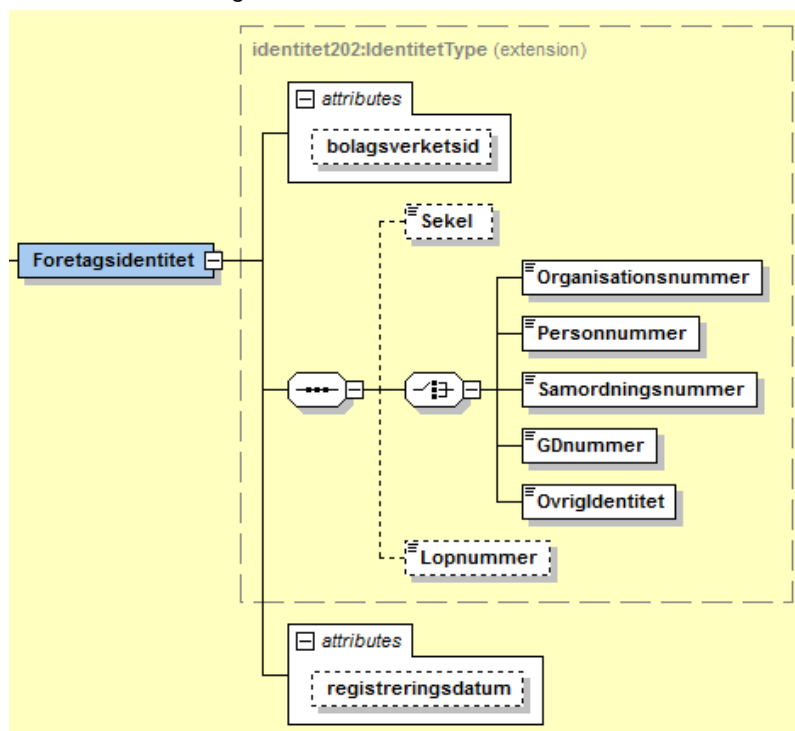 identitet202:IdentitetType (extension)
attributes
bolagsverketsid
Sekel
Foretagsidentitet
Organisationsnummer
Personnummer
Samordningsnummer
GDnummer
OvrigIdentitet
Lopnummer
attributes
registreringsdatum